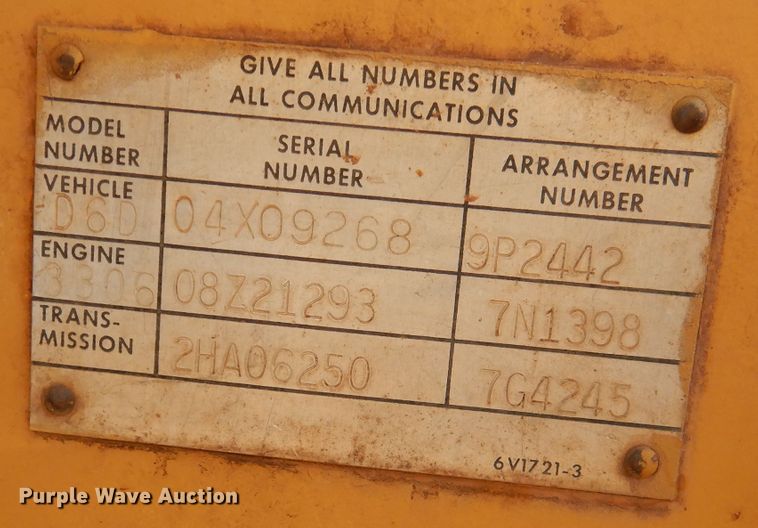 GIVE ALL NUMBERS IN
ALL COMMUNICATIONS
MODEL
NUMBER
SERIAL
NUMBER
ARRANGEMENT
NUMBER
VEHICLE
D6D
04X09268
9P2442
ENGINE
3306
08Z21293
7N1398
TRANS-
MISSION
2HA06250
7G4245
6V1721-3
Purple Wave Auction